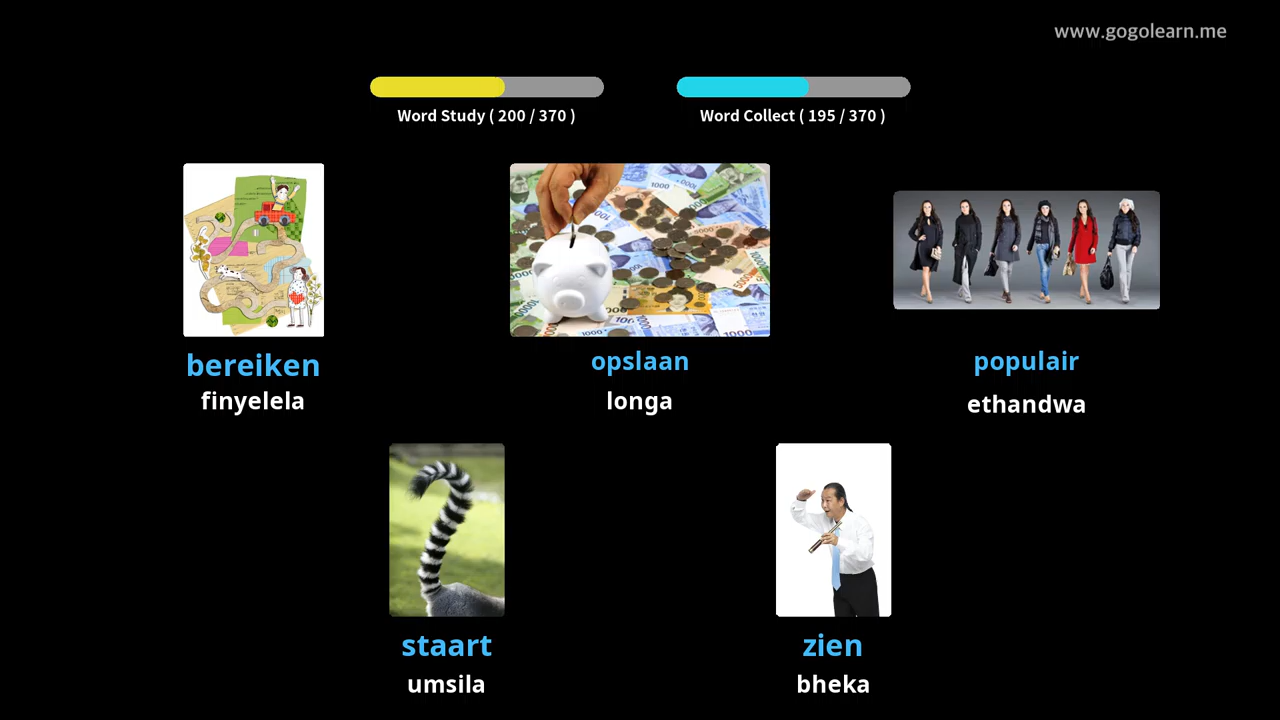 www.gogolearn.me
Word Study ( 200 / 370 )
Word Collect ( 195 / 370 )
bereiken
finyelela
opslaan
longa
populair
ethandwa
staart
umsila
zien
bheka